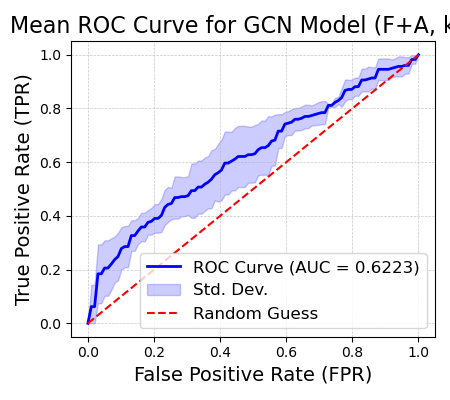 Mean ROC Curve for GCN Model (F+A, k
True Positive Rate (TPR)
1.0
0.8
0.6
0.4
0.2
0.0
ROC Curve (AUC = 0.6223)
Std. Dev.
Random Guess
0.0 0.2 0.4 0.6 0.8 1.0
False Positive Rate (FPR)